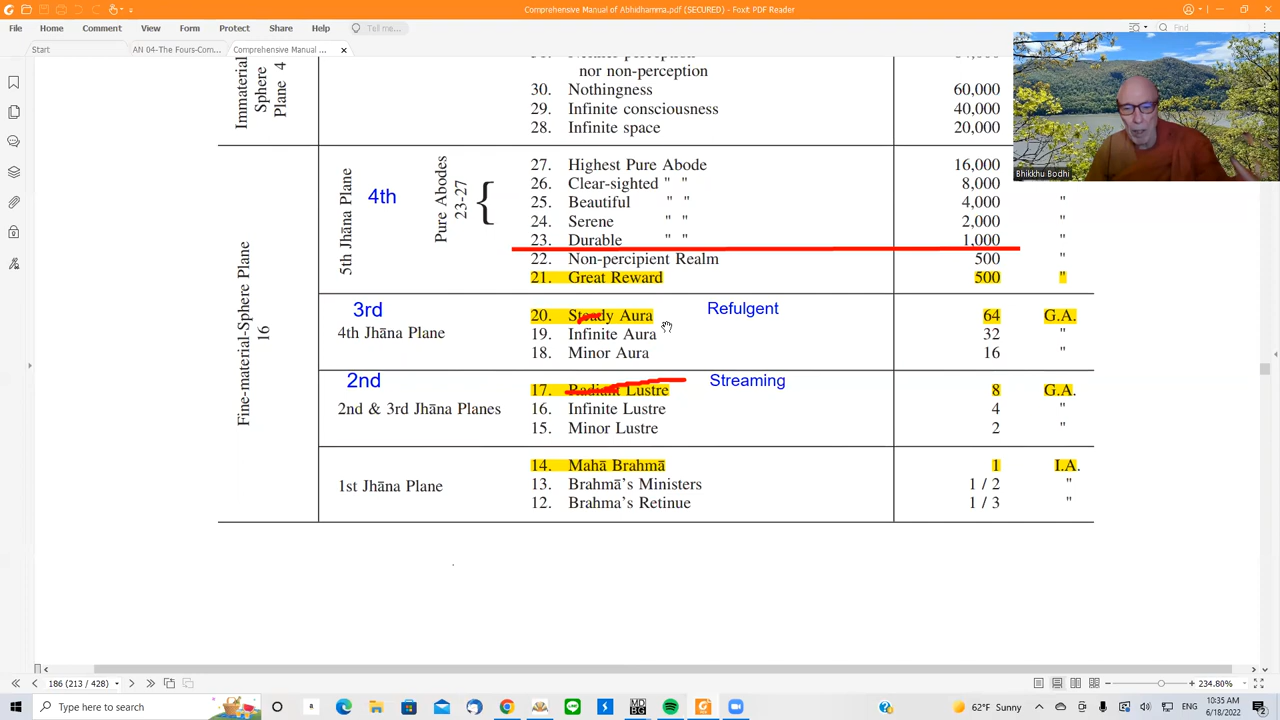 Comprehensive Manual of Abhidhamma.pdf (SECURED) - Foxit PDF Reader
File Home Comment View Form Protect Share Help Tell me... Find
Start AN 04-The Fours-Com... Comprehensive Manual ...
Immaterial Sphere Plane 4
nor non-perception
30. Nothingness 60,000
29. Infinite consciousness 40,000
28. Infinite space 20,000
Fine-material-Sphere Plane 16
5th Jhāna Plane
4th
Pure Abodes 23-27
{
27. Highest Pure Abode 16,000
26. Clear-sighted " " 8,000 "
25. Beautiful " " 4,000 "
24. Serene " " 2,000 "
23. Durable " " 1,000 "
22. Non-percipient Realm 500 "
21. Great Reward 500 "
3rd
4th Jhāna Plane
20. Steady Aura Refulgent 64 G.A.
19. Infinite Aura 32 "
18. Minor Aura 16 "
2nd
2nd & 3rd Jhāna Planes
17. Radiant Lustre Streaming 8 G.A.
16. Infinite Lustre 4 "
15. Minor Lustre 2 "
1st Jhāna Plane
14. Mahā Brahmā 1 I.A.
13. Brahmā's Ministers 1 / 2 "
12. Brahma's Retinue 1 / 3 "
Bhikkhu Bodhi
186 (213 / 428) 234.80%
Type here to search
62°F Sunny
ENG
10:35 AM
6/18/2022